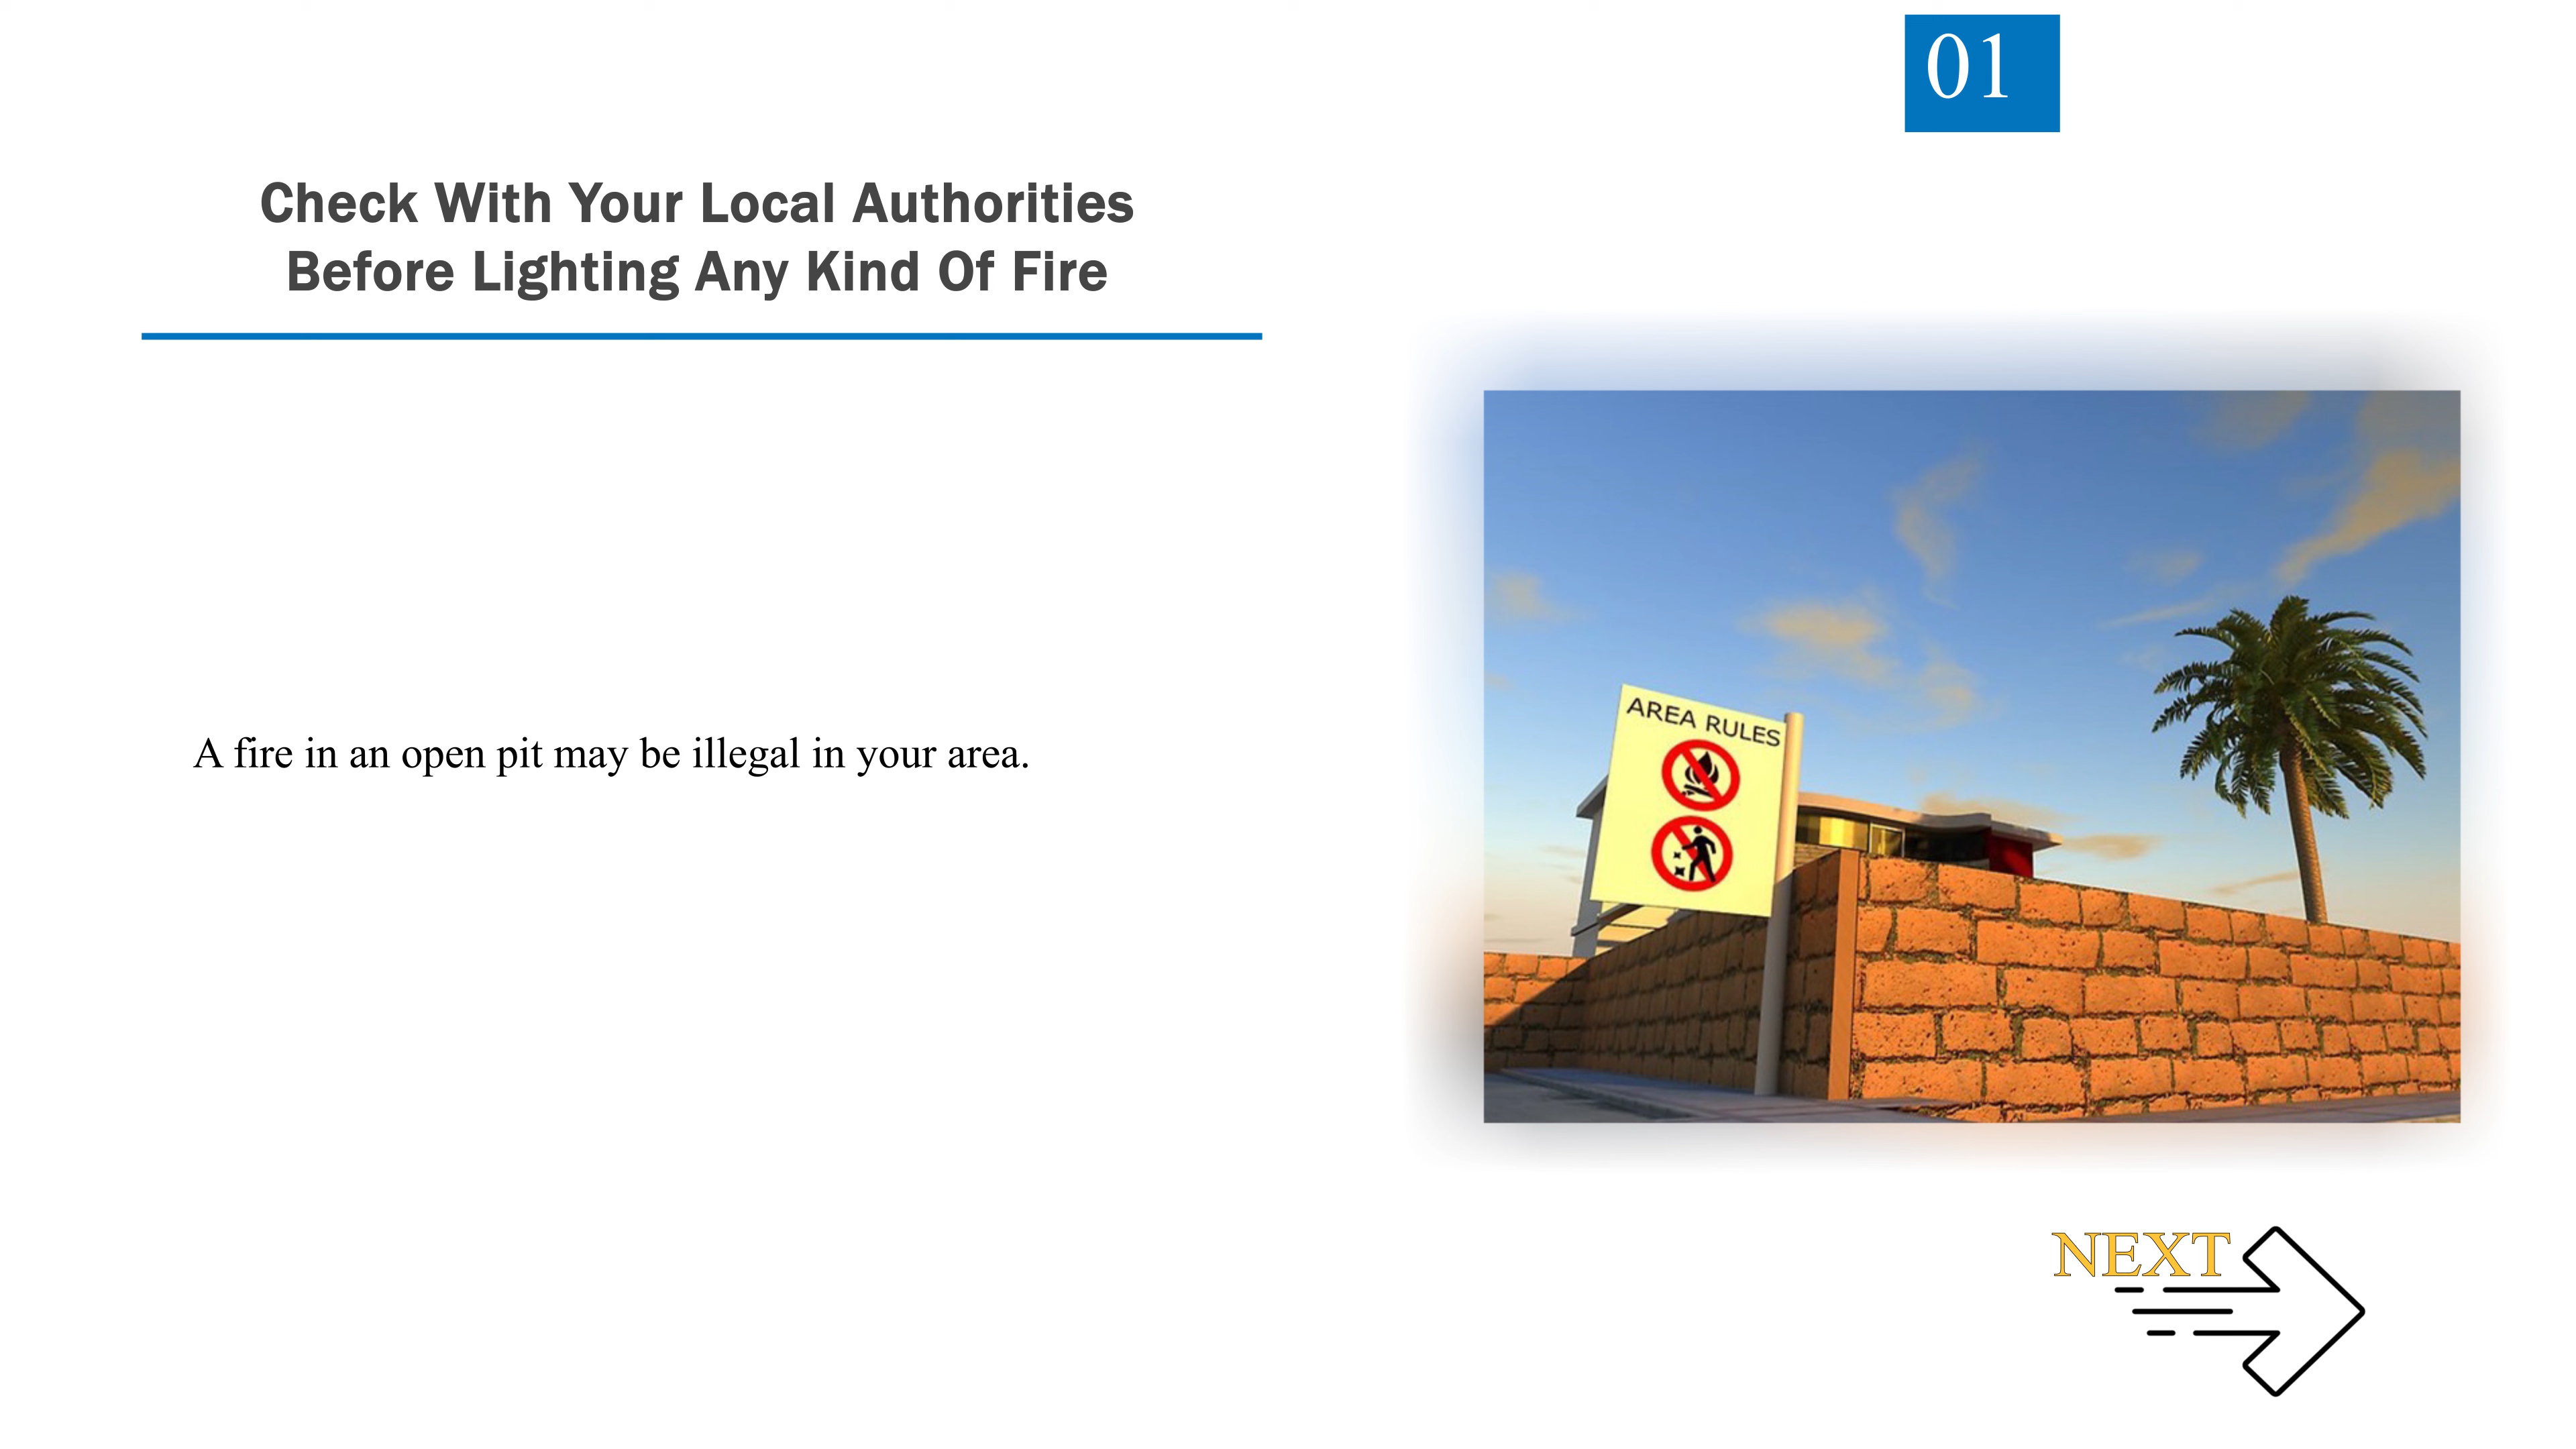 01
Check With Your Local Authorities
Before Lighting Any Kind Of Fire
A fire in an open pit may be illegal in your area.
AREA RULES
NEXT